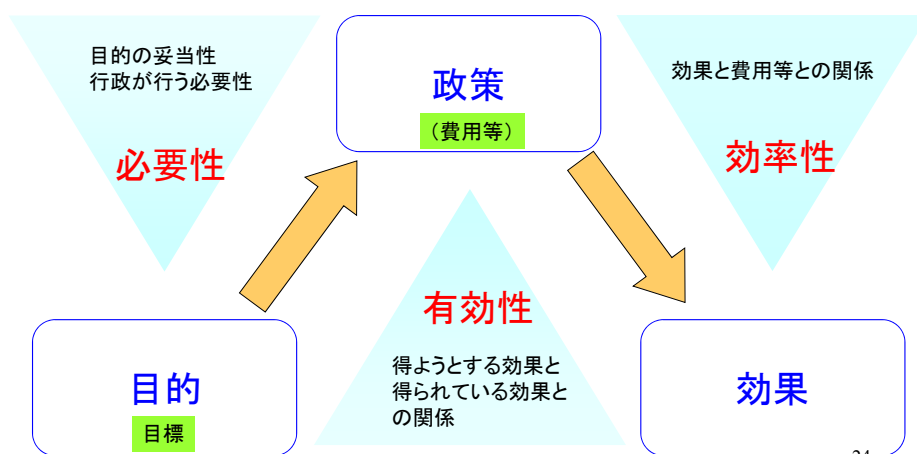 目的の妥当性
行政が行う必要性
必要性
政策
（費用等）
効果と費用等との関係
効率性
有効性
得ようとする効果と
得られている効果と
の関係
目的
目標
効果